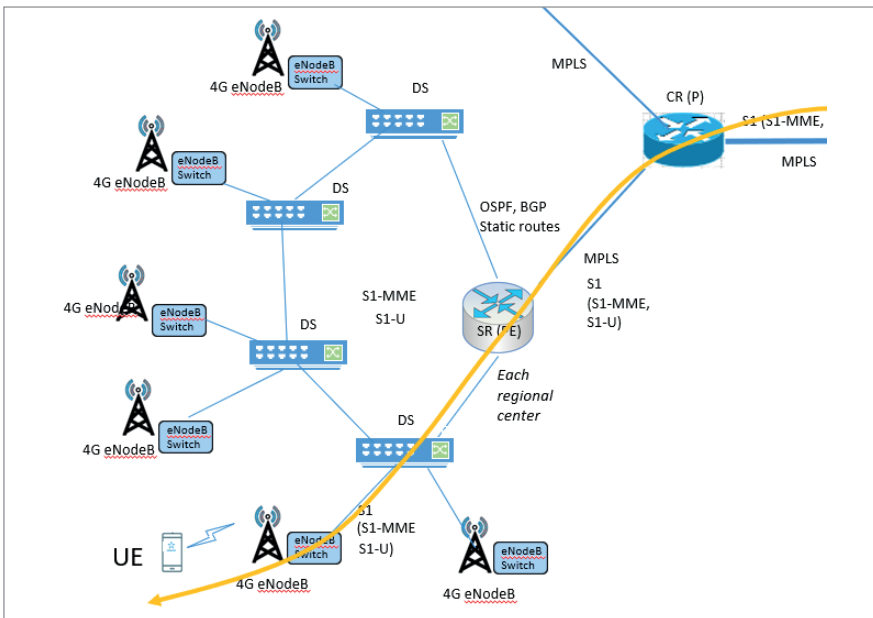 eNodeB
Switch
4G eNodeB
DS
MPLS
CR (P)
S1 (S1-MME,
MPLS
eNodeB
Switch
4G eNodeB
DS
OSPF, BGP
Static routes
MPLS
S1
(S1-MME,
S1-U)
4G eNodeB
eNodeB
Switch
S1-MME
S1-U
DS
SR (PE)
Each
regional
center
eNodeB
Switch
4G eNodeB
DS
S1
(S1-MME
S1-U)
UE
eNodeB
Switch
4G eNodeB
eNodeB
Switch
4G eNodeB